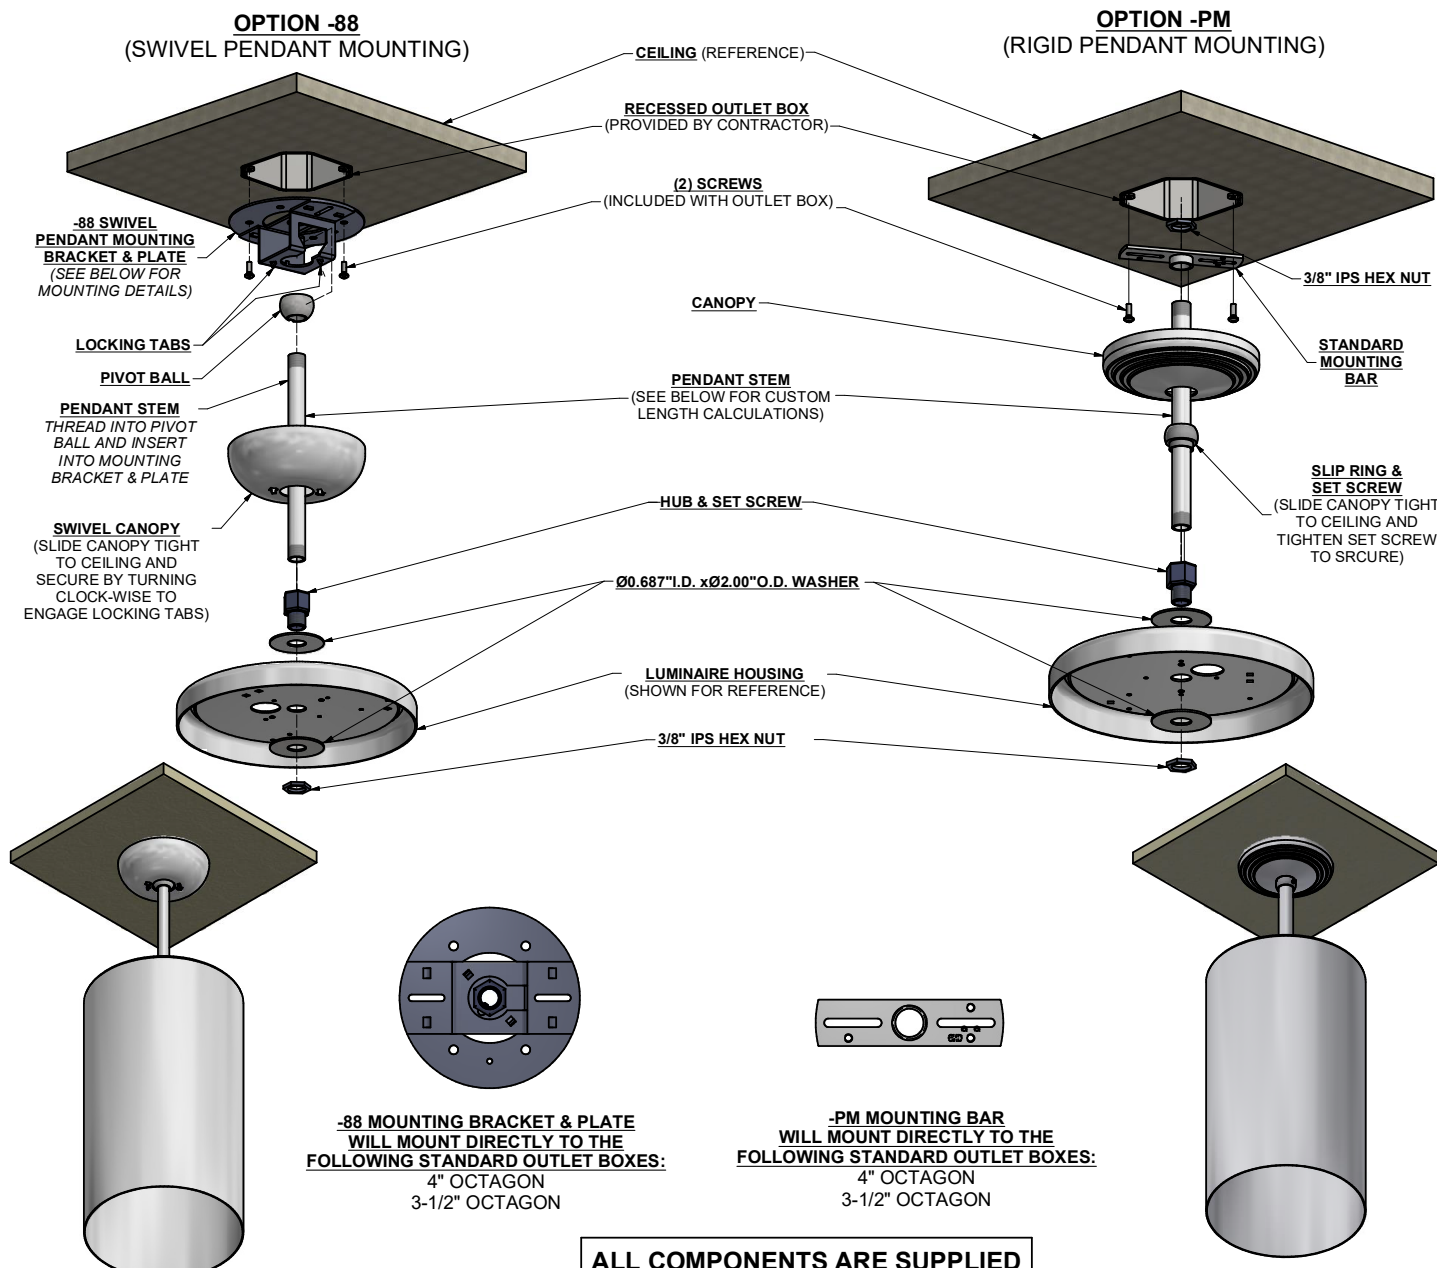 OPTION -88
(SWIVEL PENDANT MOUNTING)
OPTION -PM
(RIGID PENDANT MOUNTING)
CEILING (REFERENCE)
RECESSED OUTLET BOX
(PROVIDED BY CONTRACTOR)
(2) SCREWS
(INCLUDED WITH OUTLET BOX)
-88 SWIVEL
PENDANT MOUNTING
BRACKET & PLATE
(SEE BELOW FOR
MOUNTING DETAILS)
3/8" IPS HEX NUT
CANOPY
LOCKING TABS
STANDARD
MOUNTING
BAR
PIVOT BALL
PENDANT STEM
(SEE BELOW FOR CUSTOM
LENGTH CALCULATIONS)
PENDANT STEM
THREAD INTO PIVOT
BALL AND INSERT
INTO MOUNTING
BRACKET & PLATE
SLIP RING &
SET SCREW
(SLIDE CANOPY TIGHT
TO CEILING AND
TIGHTEN SET SCREW
TO SRCURE)
HUB & SET SCREW
SWIVEL CANOPY
(SLIDE CANOPY TIGHT
TO CEILING AND
SECURE BY TURNING
CLOCK-WISE TO
ENGAGE LOCKING TABS)
Ø0.687"I.D. xØ2.00"O.D. WASHER
LUMINAIRE HOUSING
(SHOWN FOR REFERENCE)
3/8" IPS HEX NUT
-88 MOUNTING BRACKET & PLATE
WILL MOUNT DIRECTLY TO THE
FOLLOWING STANDARD OUTLET BOXES:
4" OCTAGON
3-1/2" OCTAGON
-PM MOUNTING BAR
WILL MOUNT DIRECTLY TO THE
FOLLOWING STANDARD OUTLET BOXES:
4" OCTAGON
3-1/2" OCTAGON
ALL COMPONENTS ARE SUPPLIED